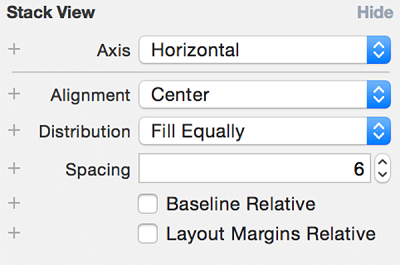 Stack View Hide
Axis Horizontal
Alignment Center
Distribution Fill Equally
Spacing 6
Baseline Relative
Layout Margins Relative